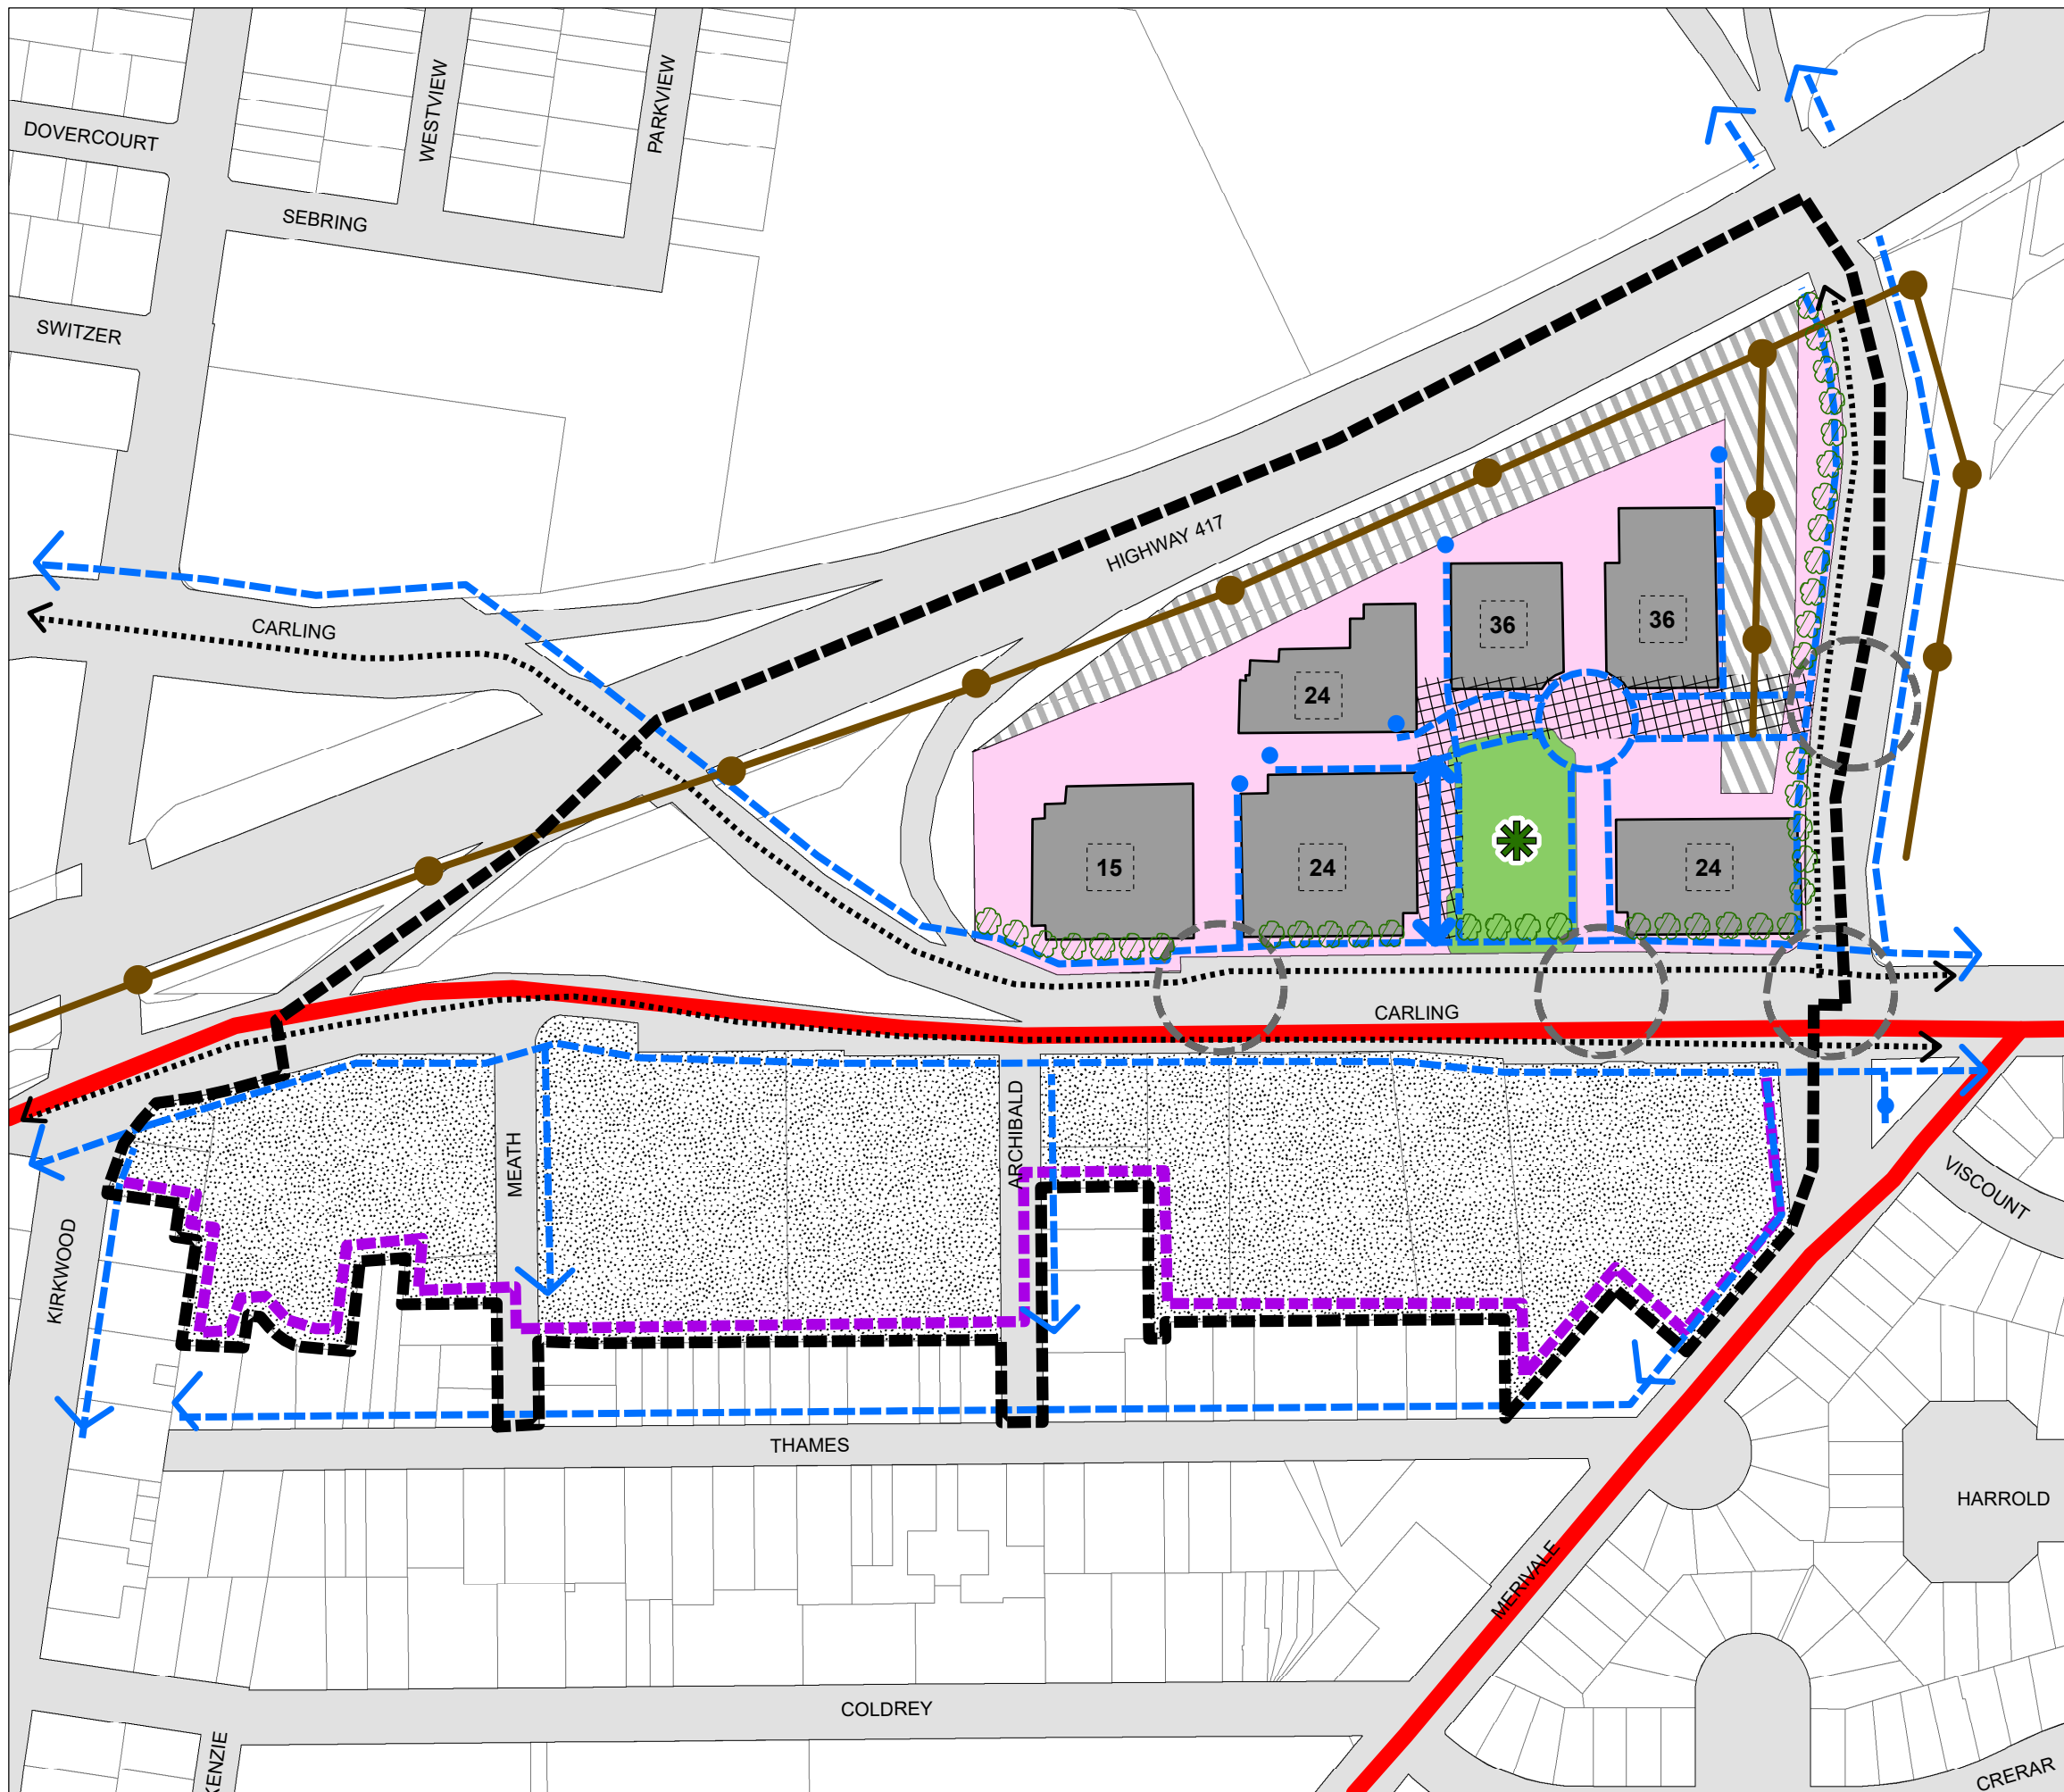 DOVERCOURT
WESTVIEW
PARKVIEW
SEBRING
SWITZER
HIGHWAY 417
CARLING
36
36
24
15
24
24
CARLING
MEATH
ARCHIBALD
KIRKWOOD
VISCOUNT
THAMES
HARROLD
MERIVALE
COLDREY
KENZIE
CRERAR